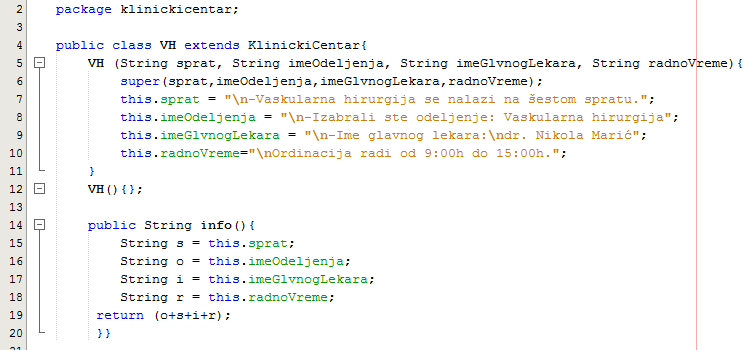 2 package klinickicentar;
3
4 public class VH extends KlinickiCentar{
5 VH (String sprat, String imeOdeljenja, String imeGlvnogLekara, String radnoVreme){
6 super(sprat,imeOdeljenja,imeGlvnogLekara,radnoVreme);
7 this.sprat = "\n-Vaskularna hirurgija se nalazi na šestom spratu.";
8 this.imeOdeljenja = "\n-Izabrali ste odeljenje: Vaskularna hirurgija";
9 this.imeGlvnogLekara = "\n-Ime glavnog lekara:\ndr. Nikola Marić";
10 this.radnoVreme="\nOrdinacija radi od 9:00h do 15:00h.";
11 }
12 VH(){};
13
14 public String info(){
15 String s = this.sprat;
16 String o = this.imeOdeljenja;
17 String i = this.imeGlvnogLekara;
18 String r = this.radnoVreme;
19 return (o+s+i+r);
20 }}